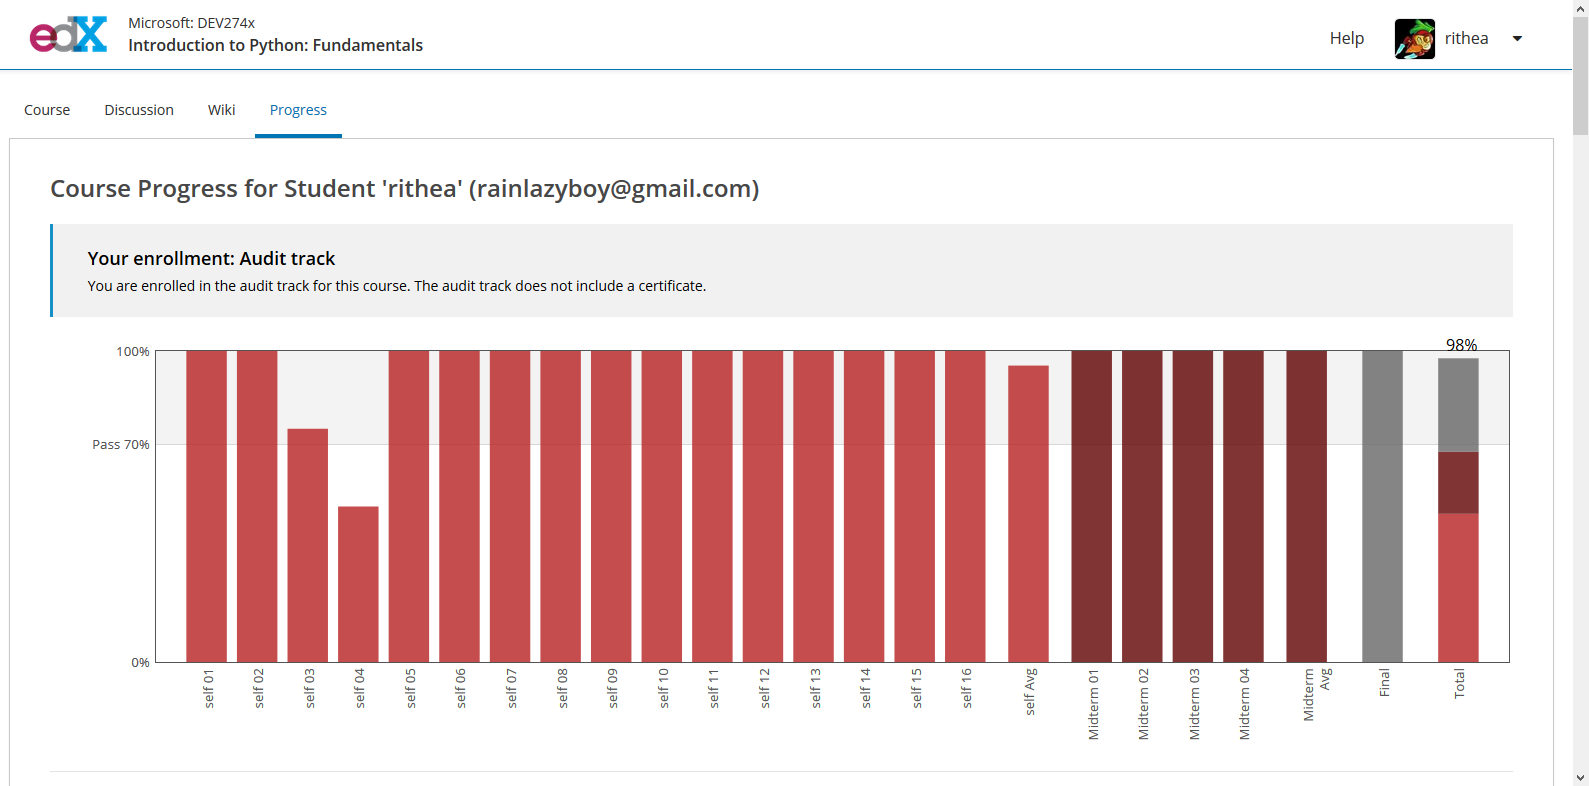 edX
Microsoft: DEV274x
Introduction to Python: Fundamentals
Help
rithea
Course
Discussion
Wiki
Progress
Course Progress for Student 'rithea' (rainlazyboy@gmail.com)
Your enrollment: Audit track
You are enrolled in the audit track for this course. The audit track does not include a certificate.
100%
98%
Pass 70%
0%
self 01
self 02
self 03
self 04
self 05
self 06
self 07
self 08
self 09
self 10
self 11
self 12
self 13
self 14
self 15
self 16
self Avg
Midterm 01
Midterm 02
Midterm 03
Midterm 04
Midterm
Avg
Final
Total